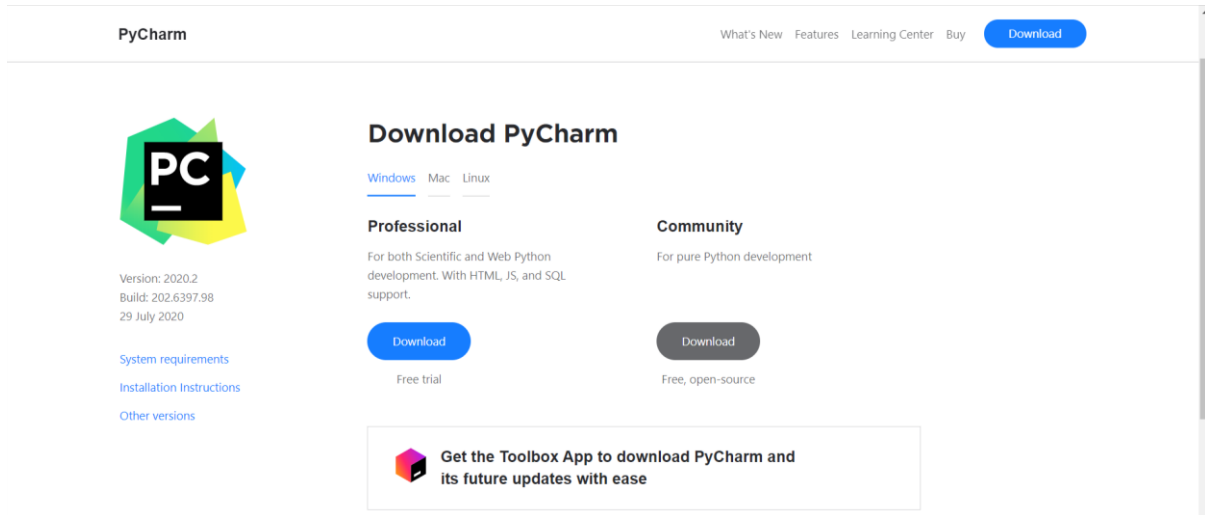 PyCharm
What's New Features Learning Center Buy Download
PC
Version: 2020.2
Build: 202.6397.98
29 July 2020
System requirements
Installation Instructions
Other versions
Download PyCharm
Windows Mac Linux
Professional
For both Scientific and Web Python
development. With HTML, JS, and SQL
support.
Download
Free trial
Community
For pure Python development
Download
Free, open-source
Get the Toolbox App to download PyCharm and
its future updates with ease